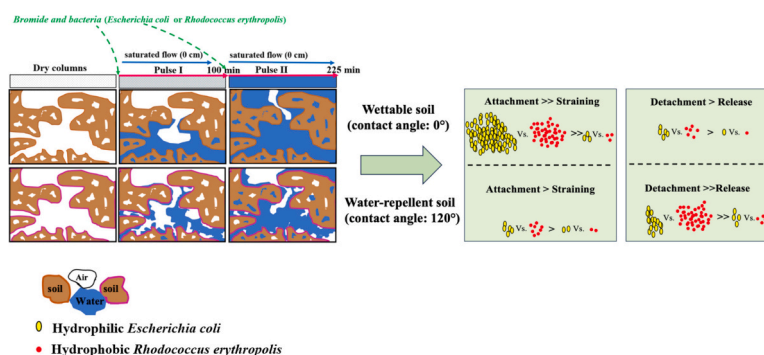 Bromide and bacteria (Escherichia coli or Rhodococcus erythropolis)
saturated flow (0 cm) saturated flow (0 cm)
Dry columns Pulse I 100 min Pulse II 225 min
Wettable soil
(contact angle: 0°)
Water-repellent soil
(contact angle: 120°)
Attachment >> Straining
Vs. >> Vs.
Attachment > Straining
Vs. > Vs.
Detachment > Release
Vs. > Vs.
Detachment >>Release
Vs. >> Vs.
Air
soil soil
Water
Hydrophilic Escherichia coli
Hydrophobic Rhodococcus erythropolis